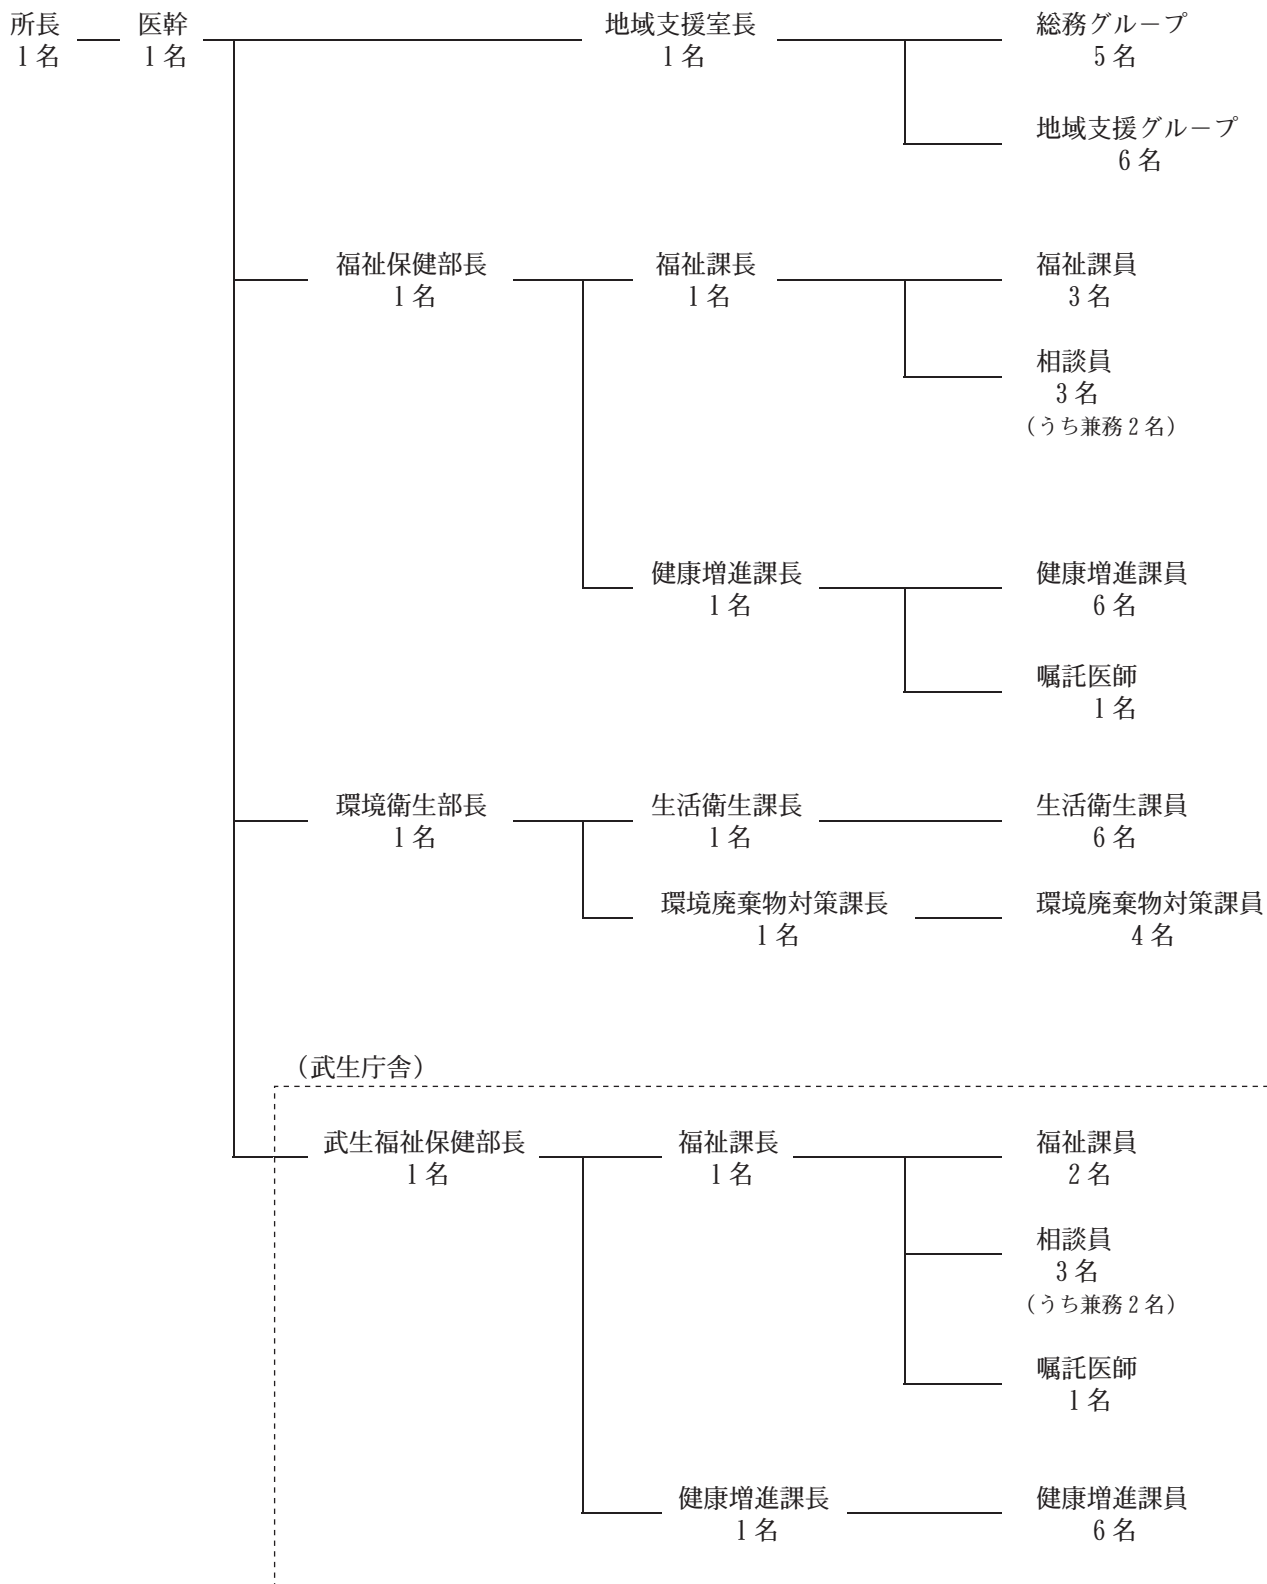 所長
1名
医幹
1名
地域支援室長
1名
総務グループ
5名
地域支援グループ
6名
福祉保健部長
1名
福祉課長
1名
福祉課員
3名
相談員
3名
（うち兼務2名）
健康増進課長
1名
健康増進課員
6名
嘱託医師
1名
環境衛生部長
1名
生活衛生課長
1名
生活衛生課員
6名
環境廃棄物対策課長
1名
環境廃棄物対策課員
4名
（武生庁舎）
武生福祉保健部長
1名
福祉課長
1名
福祉課員
2名
相談員
3名
（うち兼務2名）
嘱託医師
1名
健康増進課長
1名
健康増進課員
6名